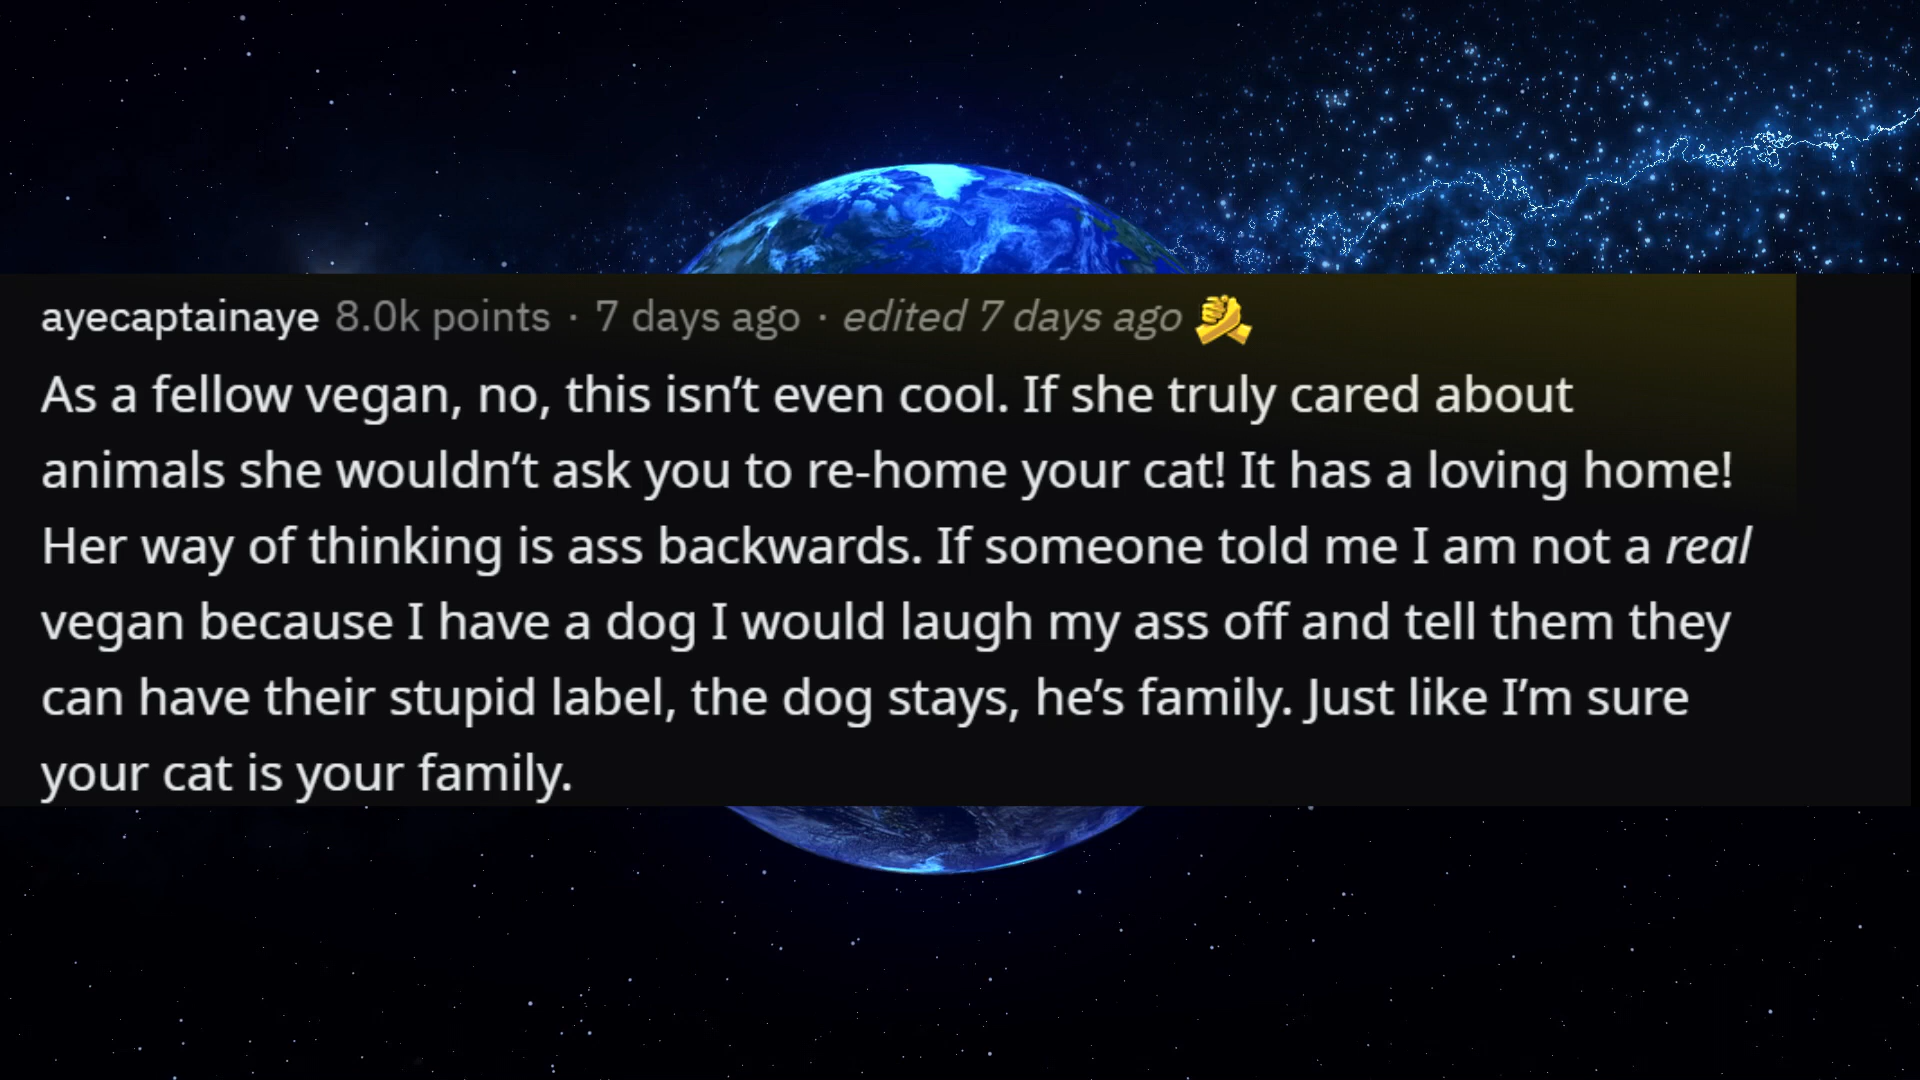 ayecaptainaye 8.0k points · 7 days ago · edited 7 days ago
As a fellow vegan, no, this isn’t even cool. If she truly cared about
animals she wouldn’t ask you to re-home your cat! It has a loving home!
Her way of thinking is ass backwards. If someone told me I am not a real
vegan because I have a dog I would laugh my ass off and tell them they
can have their stupid label, the dog stays, he’s family. Just like I’m sure
your cat is your family.